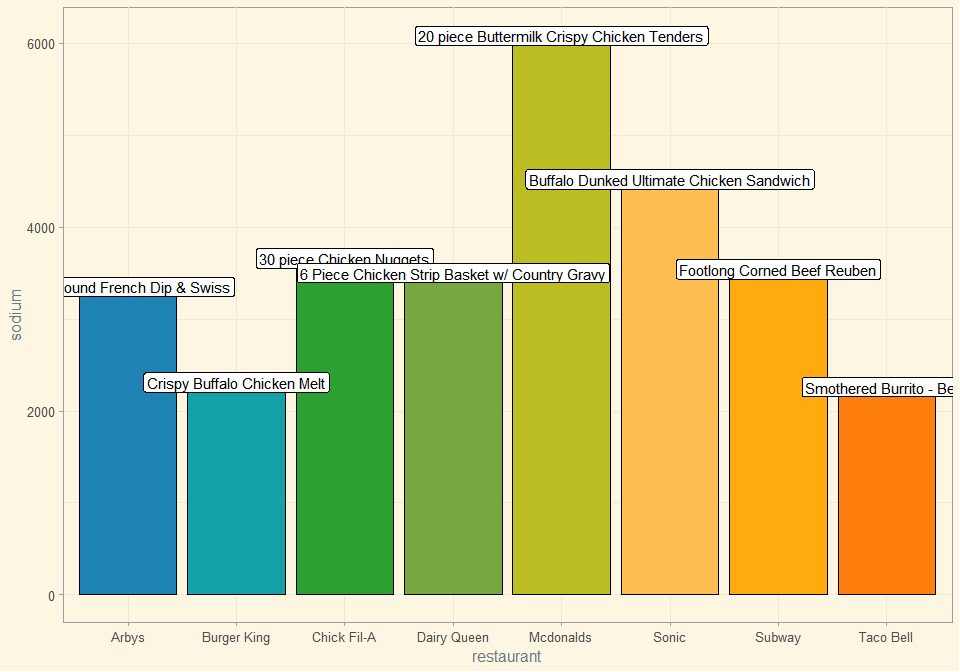 20 piece Buttermilk Crispy Chicken Tenders
6000
Buffalo Dunked Ultimate Chicken Sandwich
4000
30 piece Chicken Nuggets
Footlong Corned Beef Reuben
6 Piece Chicken Strip Basket w/ Country Gravy
ound French Dip & Swiss
sodium
Crispy Buffalo Chicken Melt
Smothered Burrito - Be
2000
0
Arbys Burger King Chick Fil-A Dairy Queen Mcdonalds Sonic Subway Taco Bell
restaurant